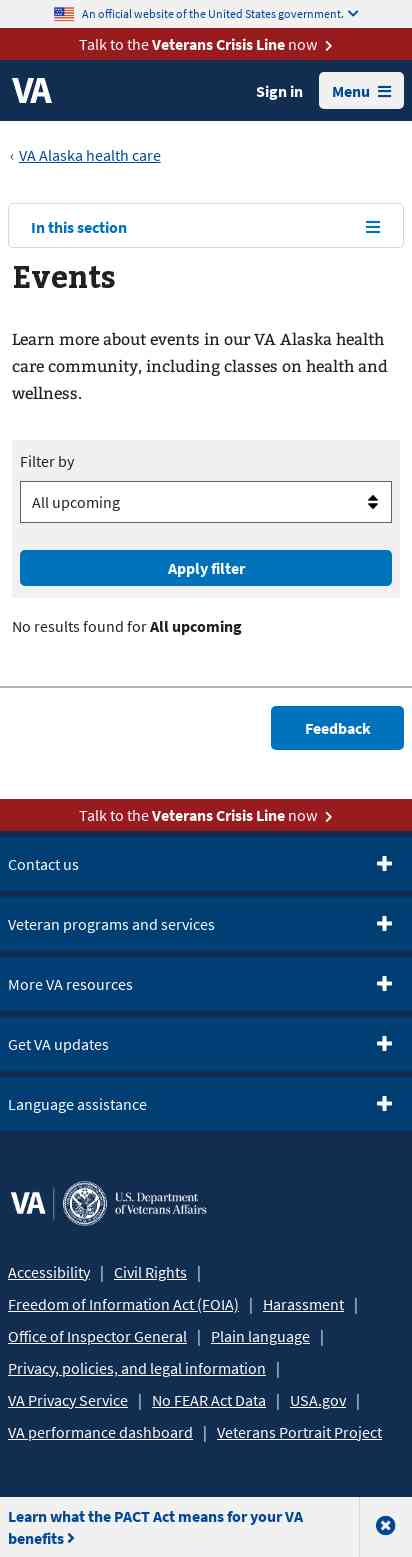 An official website of the United States government.
Talk to the Veterans Crisis Line now
VA
Sign in
Menu
‹ VA Alaska health care
In this section
Events
Learn more about events in our VA Alaska health
care community, including classes on health and
wellness.
Filter by
All upcoming
Apply filter
No results found for All upcoming
Feedback
Talk to the Veterans Crisis Line now
Contact us
Veteran programs and services
More VA resources
Get VA updates
Language assistance
VA | U.S. Department
of Veterans Affairs
Accessibility | Civil Rights |
Freedom of Information Act (FOIA) | Harassment |
Office of Inspector General | Plain language |
Privacy, policies, and legal information |
VA Privacy Service | No FEAR Act Data | USA.gov |
VA performance dashboard | Veterans Portrait Project
Learn what the PACT Act means for your VA
benefits